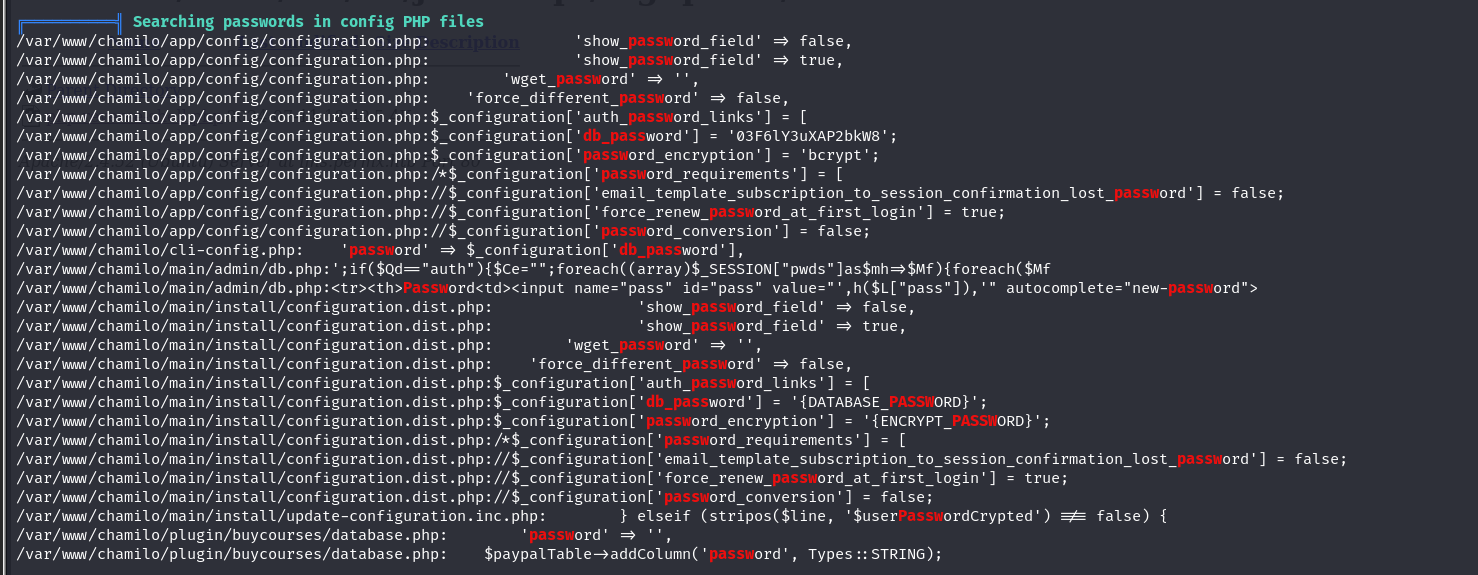 Searching passwords in config PHP files
/var/www/chamilo/app/config/configuration.php:                'show_password_field' => false,
/var/www/chamilo/app/config/configuration.php:                'show_password_field' => true,
/var/www/chamilo/app/config/configuration.php:        'wget_password' => '',
/var/www/chamilo/app/config/configuration.php:    'force_different_password' => false,
/var/www/chamilo/app/config/configuration.php:$_configuration['auth_password_links'] = [
/var/www/chamilo/app/config/configuration.php:$_configuration['db_password'] = '03F6lY3uXAP2bkW8';
/var/www/chamilo/app/config/configuration.php:$_configuration['password_encryption'] = 'bcrypt';
/var/www/chamilo/app/config/configuration.php:/*$_configuration['password_requirements'] = [
/var/www/chamilo/app/config/configuration.php://$_configuration['email_template_subscription_to_session_confirmation_lost_password'] = false;
/var/www/chamilo/app/config/configuration.php://$_configuration['force_renew_password_at_first_login'] = true;
/var/www/chamilo/app/config/configuration.php://$_configuration['password_conversion'] = false;
/var/www/chamilo/cli-config.php:    'password' => $_configuration['db_password'],
/var/www/chamilo/main/admin/db.php:';if($Qd=="auth"){$Ce="";foreach((array)$_SESSION["pwds"]as$mh=>$Mf){foreach($Mf
/var/www/chamilo/main/admin/db.php:<tr><th>Password<td><input name="pass" id="pass" value="',h($L["pass"]),'" autocomplete="new-password">
/var/www/chamilo/main/install/configuration.dist.php:                'show_password_field' => false,
/var/www/chamilo/main/install/configuration.dist.php:                'show_password_field' => true,
/var/www/chamilo/main/install/configuration.dist.php:        'wget_password' => '',
/var/www/chamilo/main/install/configuration.dist.php:    'force_different_password' => false,
/var/www/chamilo/main/install/configuration.dist.php:$_configuration['auth_password_links'] = [
/var/www/chamilo/main/install/configuration.dist.php:$_configuration['db_password'] = '{DATABASE_PASSWORD}';
/var/www/chamilo/main/install/configuration.dist.php:$_configuration['password_encryption'] = '{ENCRYPT_PASSWORD}';
/var/www/chamilo/main/install/configuration.dist.php:/*$_configuration['password_requirements'] = [
/var/www/chamilo/main/install/configuration.dist.php://$_configuration['email_template_subscription_to_session_confirmation_lost_password'] = false;
/var/www/chamilo/main/install/configuration.dist.php://$_configuration['force_renew_password_at_first_login'] = true;
/var/www/chamilo/main/install/configuration.dist.php://$_configuration['password_conversion'] = false;
/var/www/chamilo/main/install/update-configuration.inc.php:        } elseif (stripos($line, '$userPasswordCrypted') !== false) {
/var/www/chamilo/plugin/buycourses/database.php:        'password' => '',
/var/www/chamilo/plugin/buycourses/database.php:    $paypalTable->addColumn('password', Types::STRING);